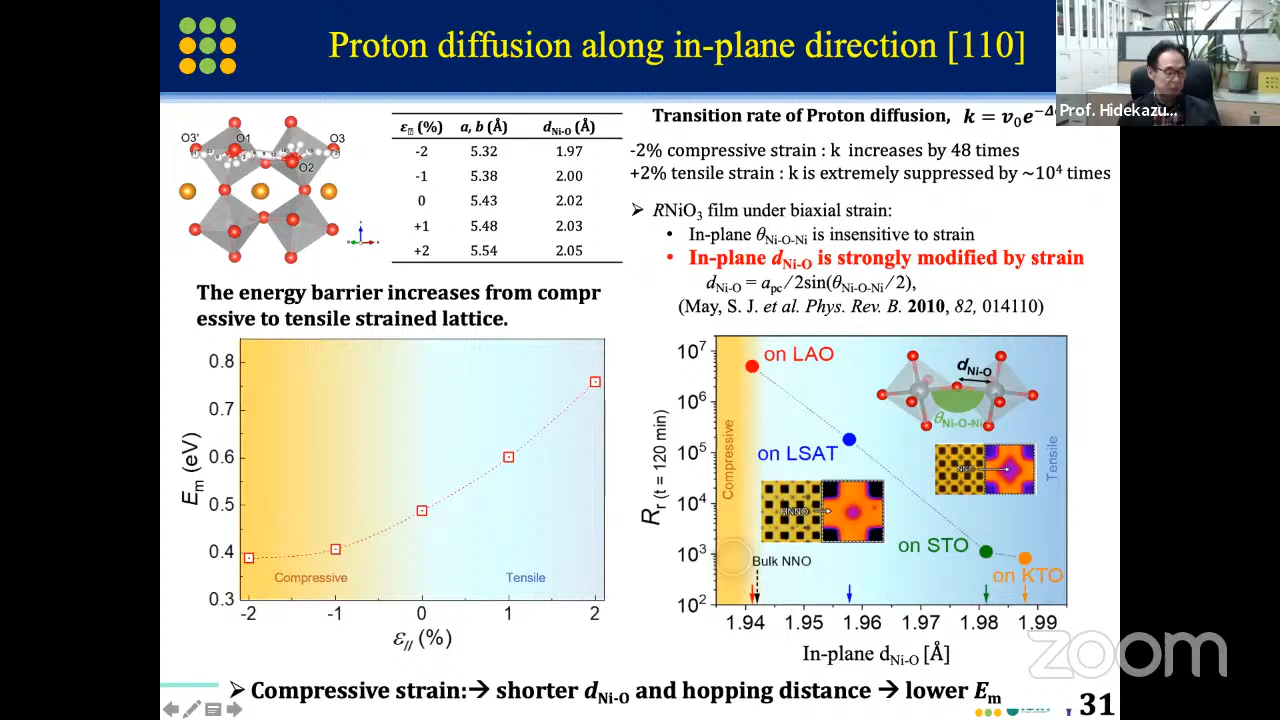 Proton diffusion along in-plane direction [110]
Prof. Hidekazu...
O3'
O1
O3
O2
ε (%) a, b (Å) dNi-O (Å)
-2 5.32 1.97
-1 5.38 2.00
0 5.43 2.02
+1 5.48 2.03
+2 5.54 2.05
The energy barrier increases from compr
essive to tensile strained lattice.
Transition rate of Proton diffusion, k = ν₀e^−Δ
-2% compressive strain : k increases by 48 times
+2% tensile strain : k is extremely suppressed by ~10⁴ times
➢ RNiO₃ film under biaxial strain:
• In-plane θNi-O-Ni is insensitive to strain
• In-plane dNi-O is strongly modified by strain
dNi-O = apc/2sin(θNi-O-Ni/2),
(May, S. J. et al. Phys. Rev. B. 2010, 82, 014110)
Em (eV)
0.8
0.7
0.6
0.5
0.4
0.3
Compressive
Tensile
-2 -1 0 1 2
ε// (%)
Rr (t = 120 min)
10⁷
10⁶
10⁵
10⁴
10³
10²
Compressive
Tensile
on LAO
on LSAT
on STO
on KTO
dNi-O
θNi-O-Ni
NNO
HNNO
Bulk NNO
1.94 1.95 1.96 1.97 1.98 1.99
In-plane dNi-O [Å]
zoom
➢ Compressive strain:→ shorter dNi-O and hopping distance → lower Em
31